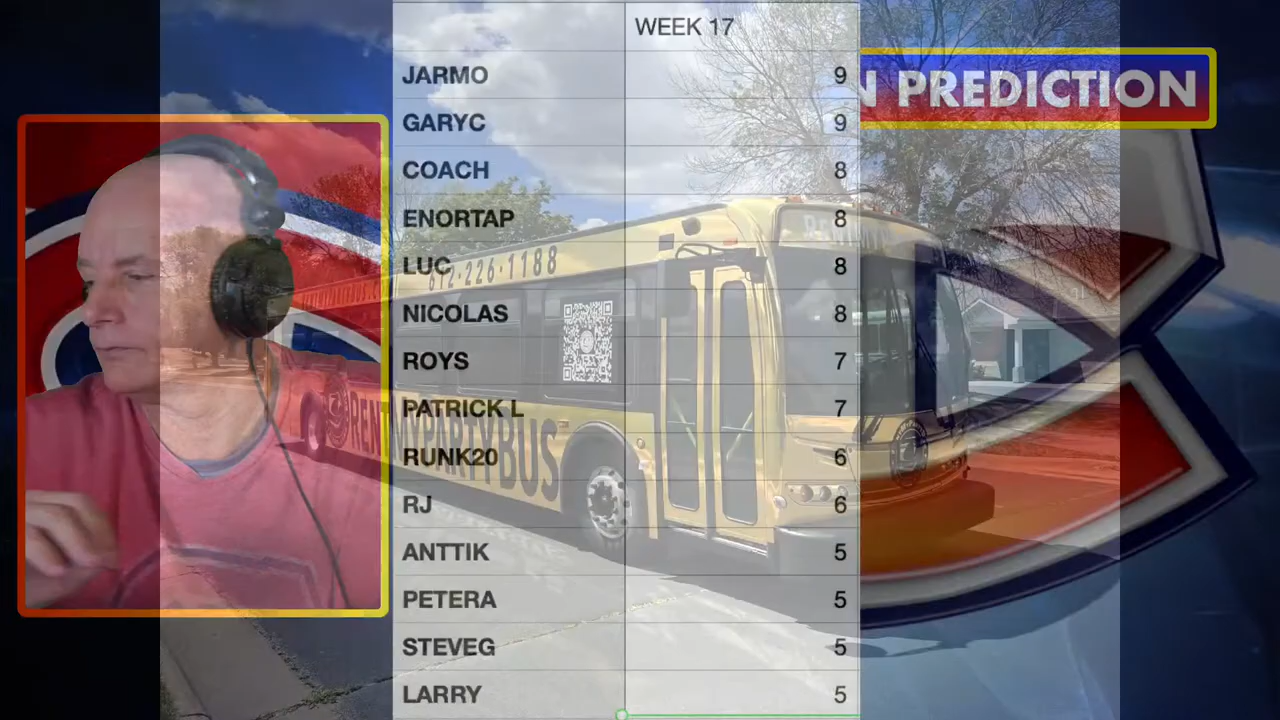 WEEK 17
N PREDICTION
JARMO 9
GARYC 9
COACH 8
ENORTAP 8
LUC 8
612-226-1188
NICOLAS 8
ROYS 7
PATRICK L 7
RENTMYPARTYBUS
RUNK20 6
RJ 6
ANTTIK 5
PETERA 5
STEVEG 5
LARRY 5